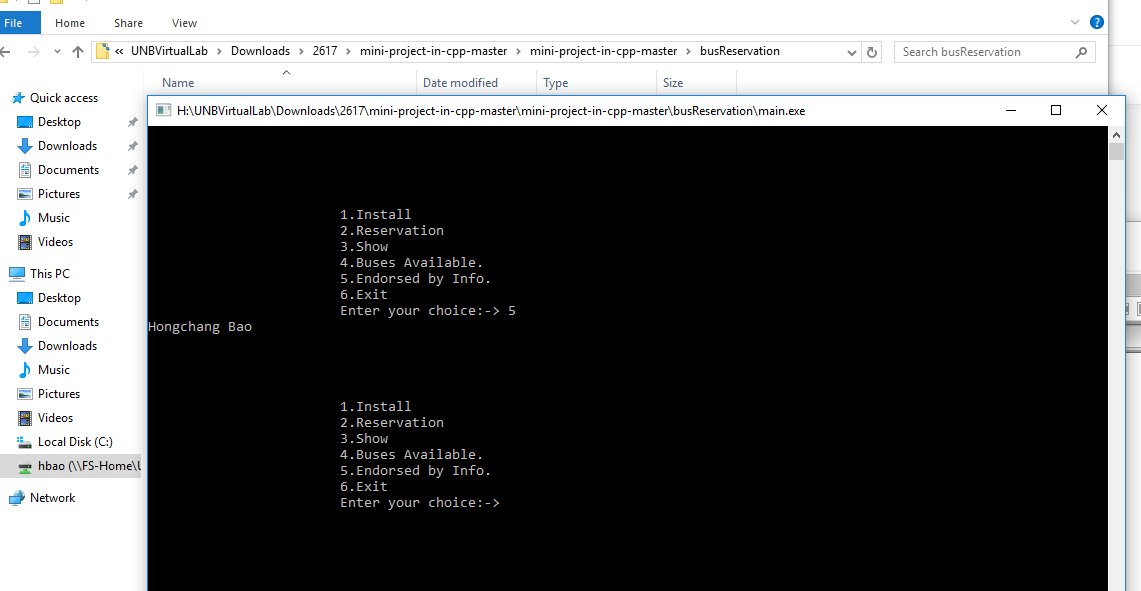 File Home Share View
« UNBVirtualLab > Downloads > 2617 > mini-project-in-cpp-master > mini-project-in-cpp-master > busReservation Search busReservation
Name Date modified Type Size
Quick access
Desktop
Downloads
Documents
Pictures
Music
Videos
This PC
Desktop
Documents
Downloads
Music
Pictures
Videos
Local Disk (C:)
hbao (\\FS-Home\U
Network
H:\UNBVirtualLab\Downloads\2617\mini-project-in-cpp-master\mini-project-in-cpp-master\busReservation\main.exe
1.Install
2.Reservation
3.Show
4.Buses Available.
5.Endorsed by Info.
6.Exit
Enter your choice:-> 5
Hongchang Bao
1.Install
2.Reservation
3.Show
4.Buses Available.
5.Endorsed by Info.
6.Exit
Enter your choice:->